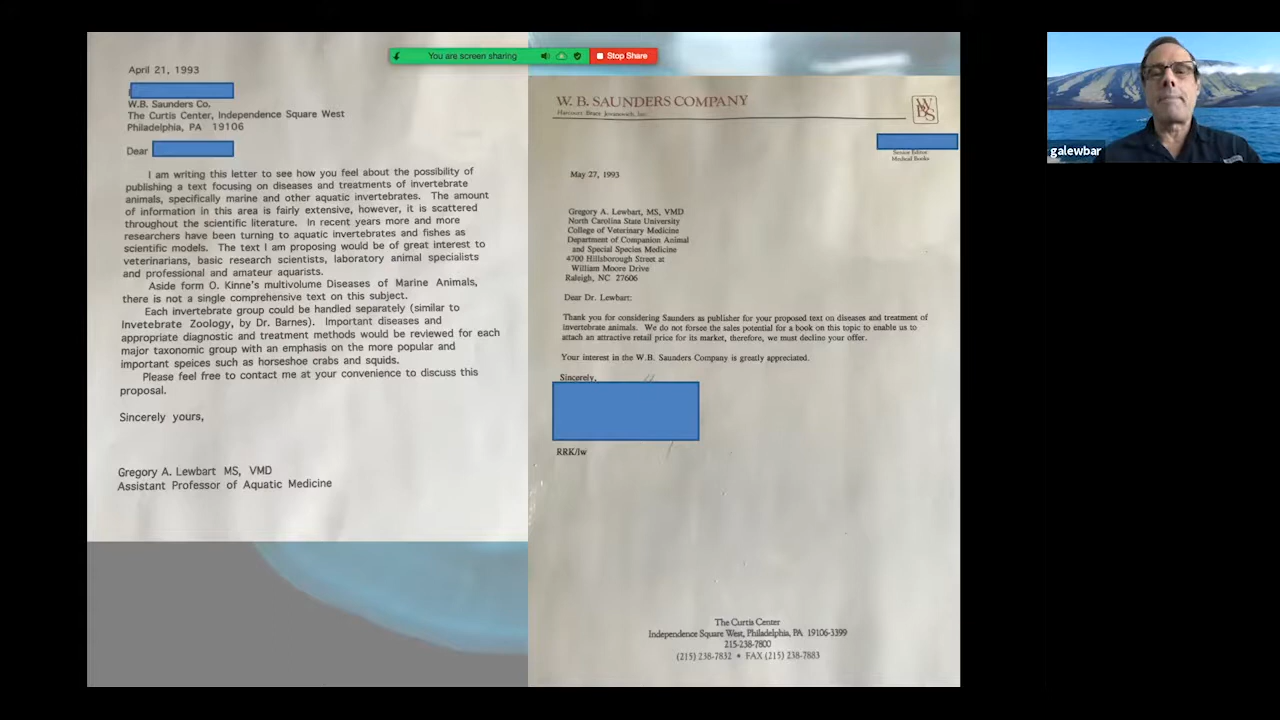 You are screen sharing
Stop Share
April 21, 1993
W.B. Saunders Co.
The Curtis Center, Independence Square West
Philadelphia, PA 19106
Dear
I am writing this letter to see how you feel about the possibility of
publishing a text focusing on diseases and treatments of invertebrate
animals, specifically marine and other aquatic invertebrates. The amount
of information in this area is fairly extensive, however, it is scattered
throughout the scientific literature. In recent years more and more
researchers have been turning to aquatic invertebrates and fishes as
scientific models. The text I am proposing would be of great interest to
veterinarians, basic research scientists, laboratory animal specialists
and professional and amateur aquarists.
Aside form O. Kinne's multivolume Diseases of Marine Animals,
there is not a single comprehensive text on this subject.
Each invertebrate group could be handled separately (similar to
Invetebrate Zoology, by Dr. Barnes). Important diseases and
appropriate diagnostic and treatment methods would be reviewed for each
major taxonomic group with an emphasis on the more popular and
important speices such as horseshoe crabs and squids.
Please feel free to contact me at your convenience to discuss this
proposal.
Sincerely yours,
Gregory A. Lewbart MS, VMD
Assistant Professor of Aquatic Medicine
W. B. SAUNDERS COMPANY
Harcourt Brace Jovanovich, Inc.
WBS
Senior Editor
Medical Books
May 27, 1993
Gregory A. Lewbart, MS, VMD
North Carolina State University
College of Veterinary Medicine
Department of Companion Animal
and Special Species Medicine
4700 Hillsborough Street at
William Moore Drive
Raleigh, NC 27606
Dear Dr. Lewbart:
Thank you for considering Saunders as publisher for your proposed text on diseases and treatment of
invertebrate animals. We do not forsee the sales potential for a book on this topic to enable us to
attach an attractive retail price for its market, therefore, we must decline your offer.
Your interest in the W.B. Saunders Company is greatly appreciated.
Sincerely,
RRK/lw
The Curtis Center
Independence Square West, Philadelphia, PA 19106-3399
215-238-7800
(215) 238-7832 • FAX (215) 238-7883
galewbar